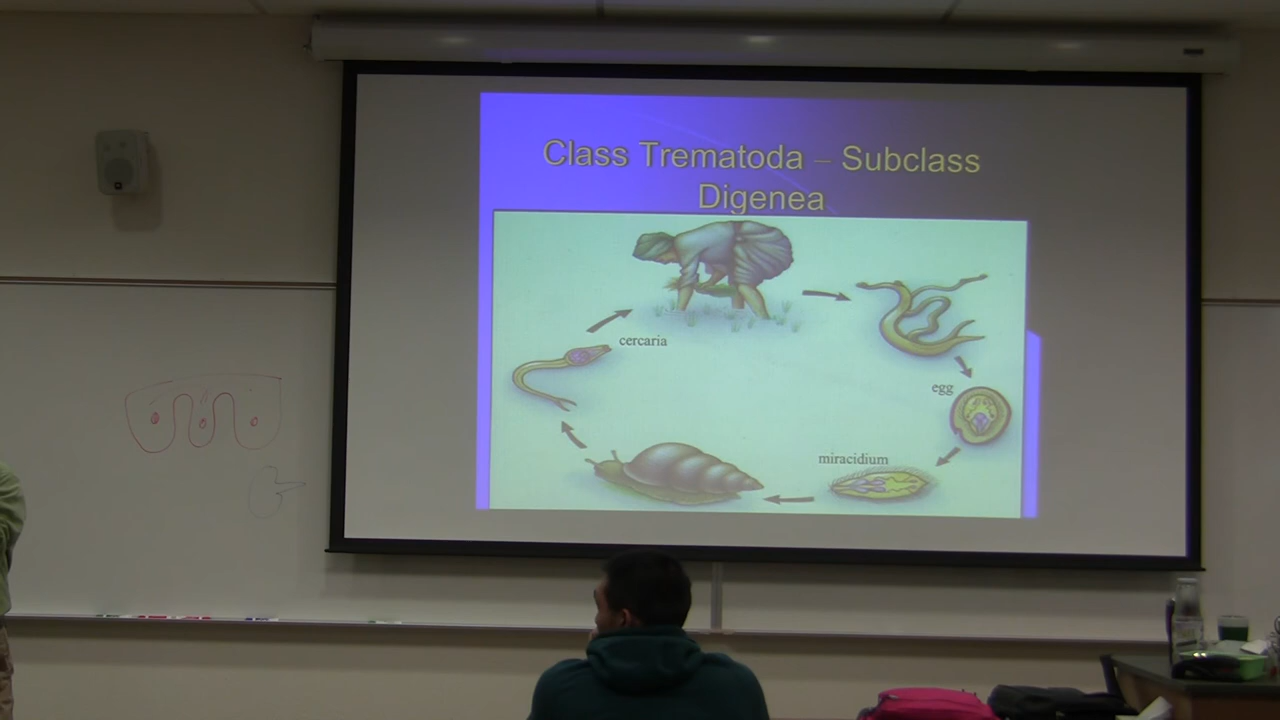 Class Trematoda – Subclass
Digenea
cercaria
egg
miracidium